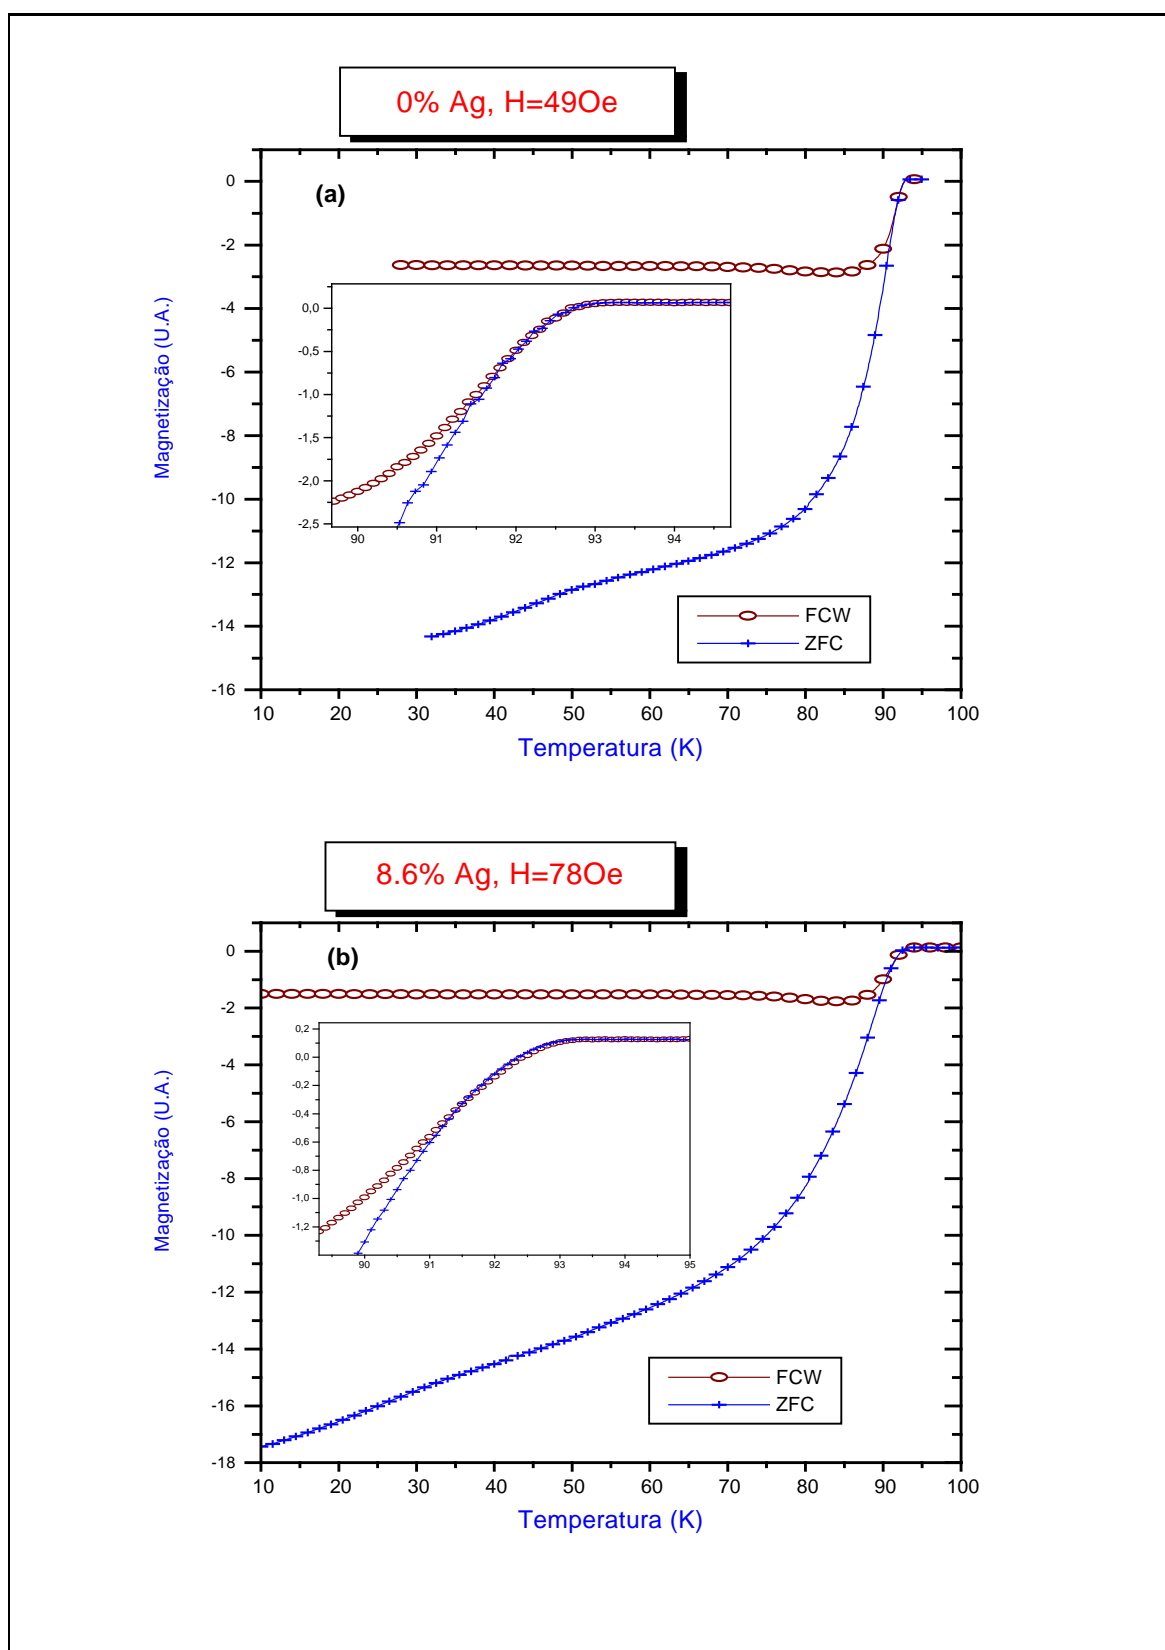 0% Ag, H=49Oe
(a)
Magnetização (U.A.)
0
-2
-4
-6
-8
-10
-12
-14
-16
10 20 30 40 50 60 70 80 90 100
Temperatura (K)
0,0
-0,5
-1,0
-1,5
-2,0
-2,5
90 91 92 93 94
FCW
ZFC
8.6% Ag, H=78Oe
(b)
Magnetização (U.A.)
0
-2
-4
-6
-8
-10
-12
-14
-16
-18
10 20 30 40 50 60 70 80 90 100
Temperatura (K)
0,2
0,0
-0,2
-0,4
-0,6
-0,8
-1,0
-1,2
90 91 92 93 94 95
FCW
ZFC